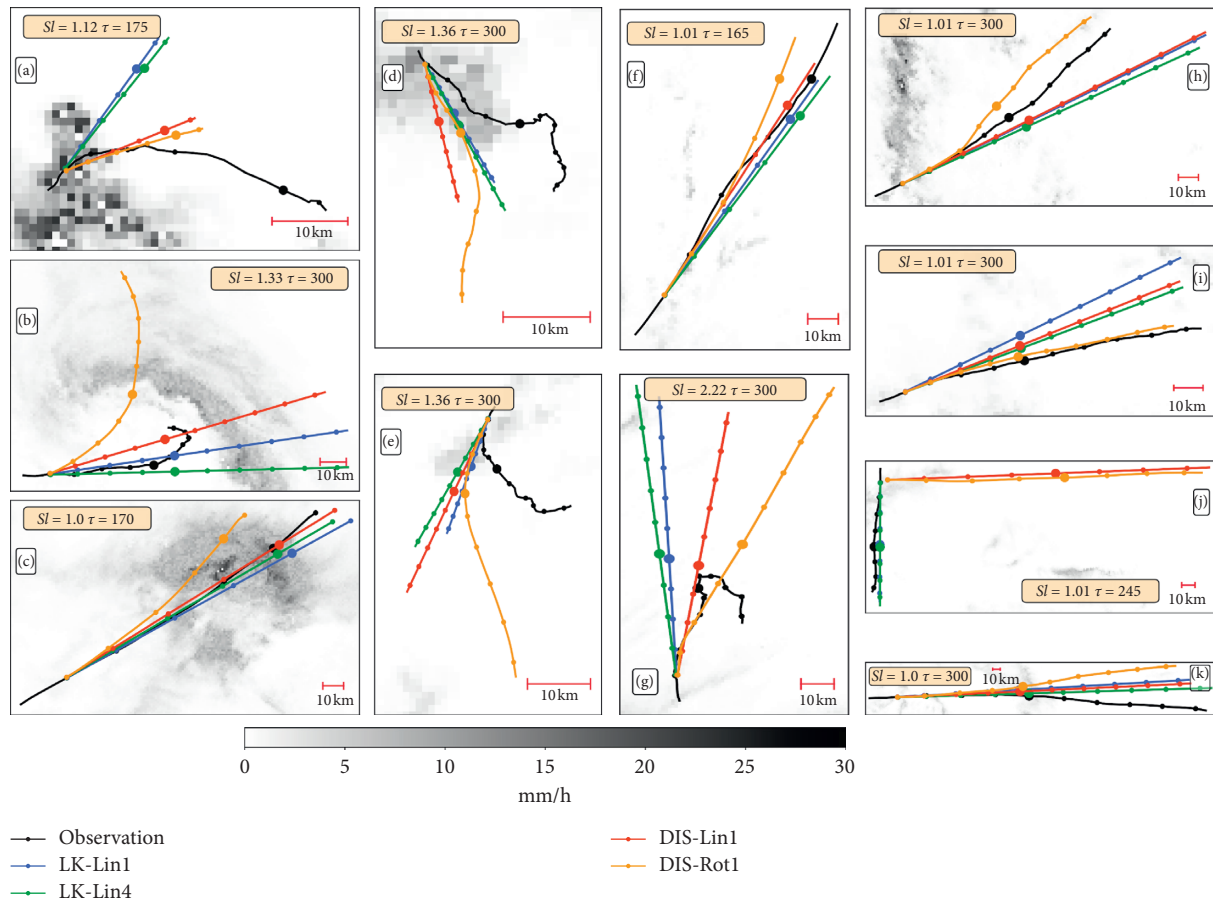 Sl = 1.12 τ = 175
(a)
10 km
Sl = 1.33 τ = 300
(b)
10 km
Sl = 1.0 τ = 170
(c)
10 km
Sl = 1.36 τ = 300
(d)
10 km
Sl = 1.36 τ = 300
(e)
10 km
Sl = 1.01 τ = 165
(f)
10 km
Sl = 2.22 τ = 300
(g)
10 km
Sl = 1.01 τ = 300
(h)
10 km
Sl = 1.01 τ = 300
(i)
10 km
(j)
Sl = 1.01 τ = 245
10 km
Sl = 1.0 τ = 300
10 km
(k)
0 5 10 15 20 25 30
mm/h
Observation
LK-Lin1
LK-Lin4
DIS-Lin1
DIS-Rot1